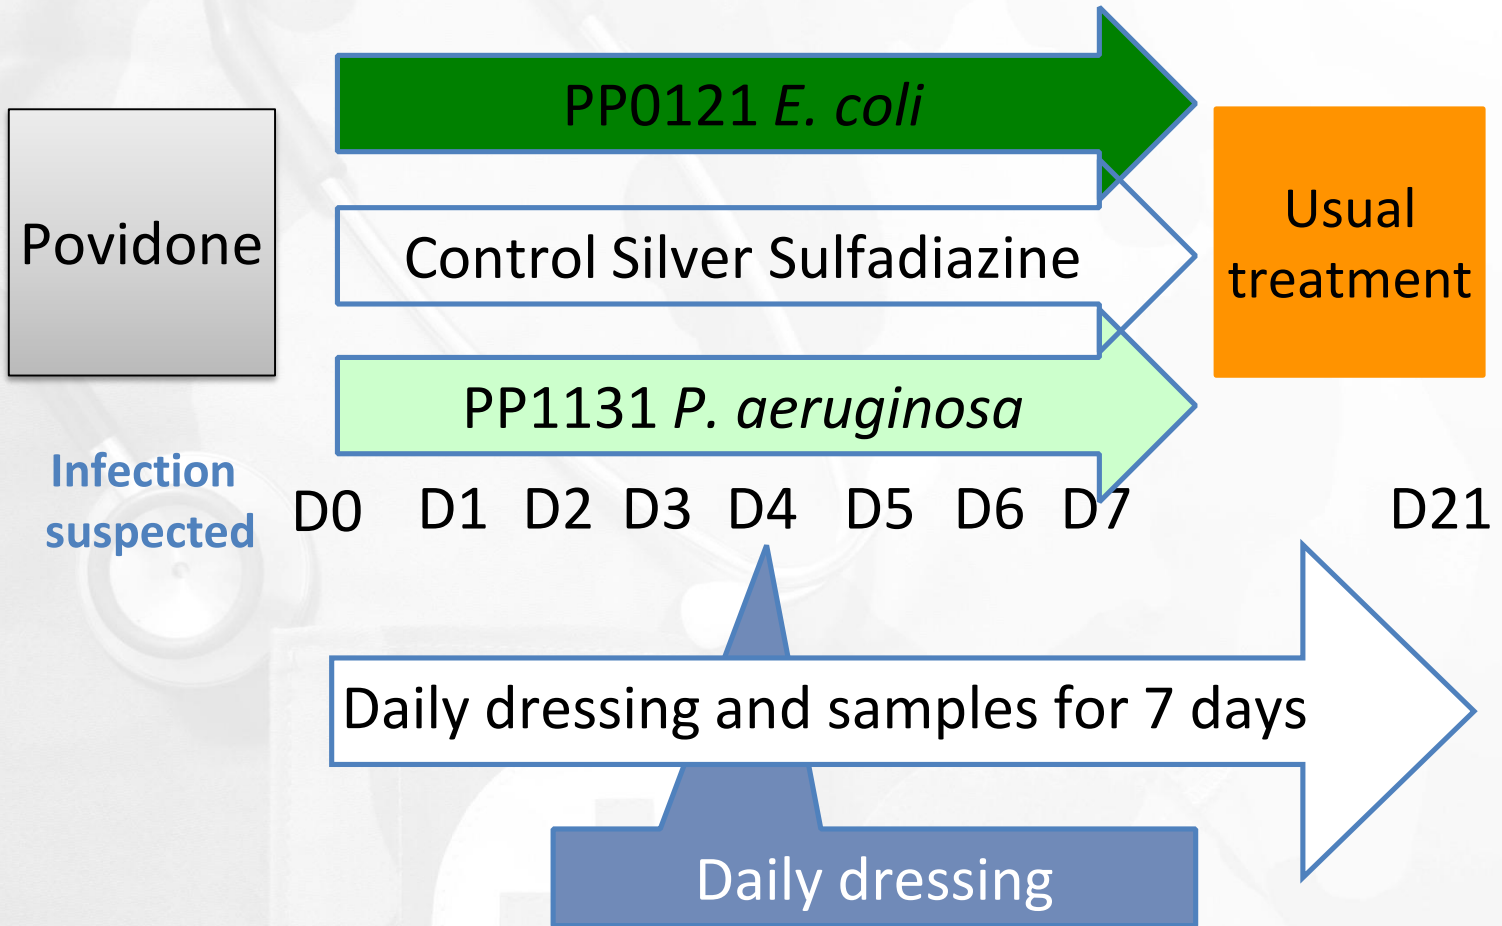 PP0121 E. coli
Povidone
Control Silver Sulfadiazine
Usual
treatment
PP1131 P. aeruginosa
Infection
suspected
D0 D1 D2 D3 D4 D5 D6 D7 D21
Daily dressing and samples for 7 days
Daily dressing